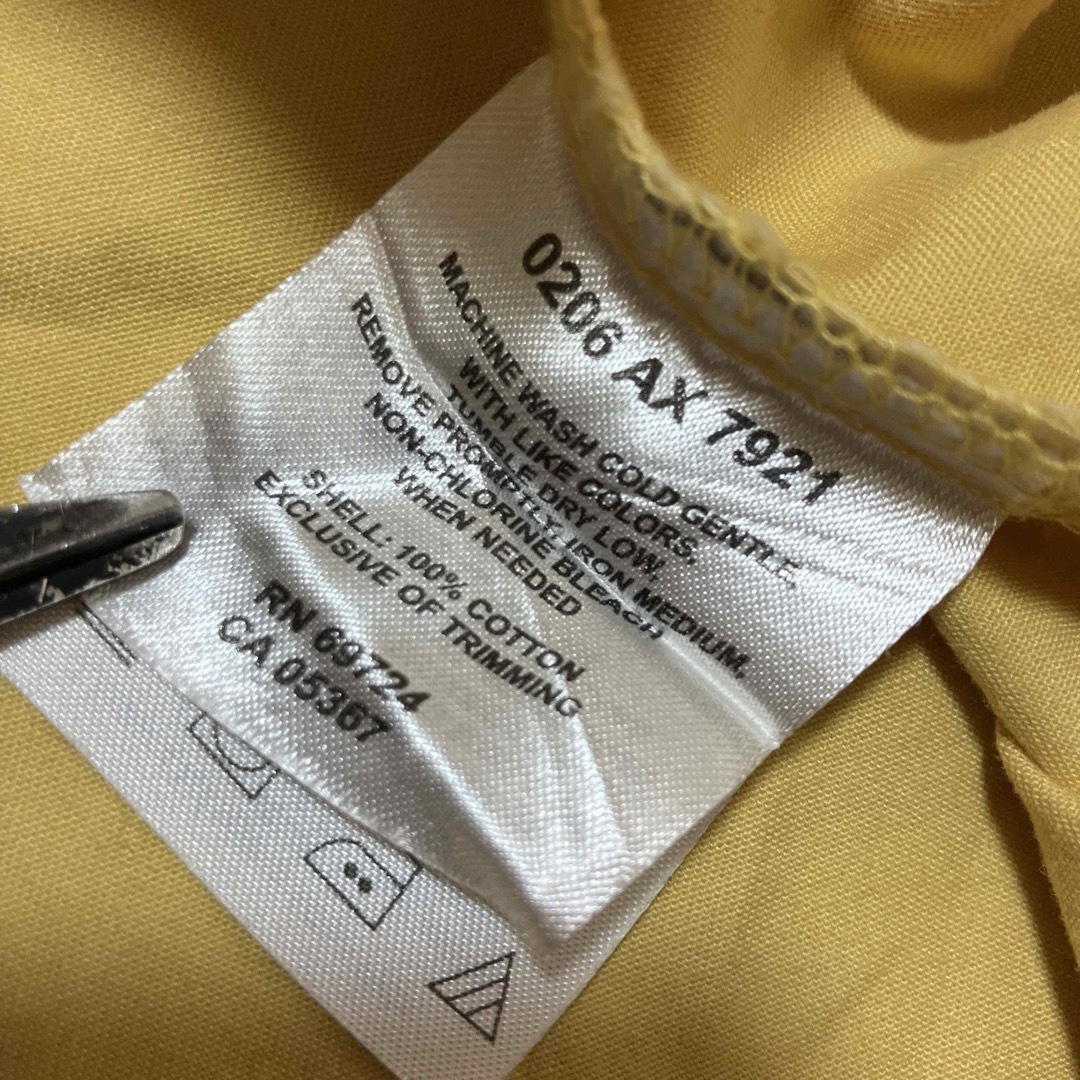 0206 AX 7921
MACHINE WASH COLD GENTLE,
WITH LIKE COLORS,
TUMBLE DRY LOW,
REMOVE PROMPTLY, IRON MEDIUM,
NON-CHLORINE BLEACH
WHEN NEEDED
SHELL: 100% COTTON
EXCLUSIVE OF TRIMMING
RN 69724
CA 05367